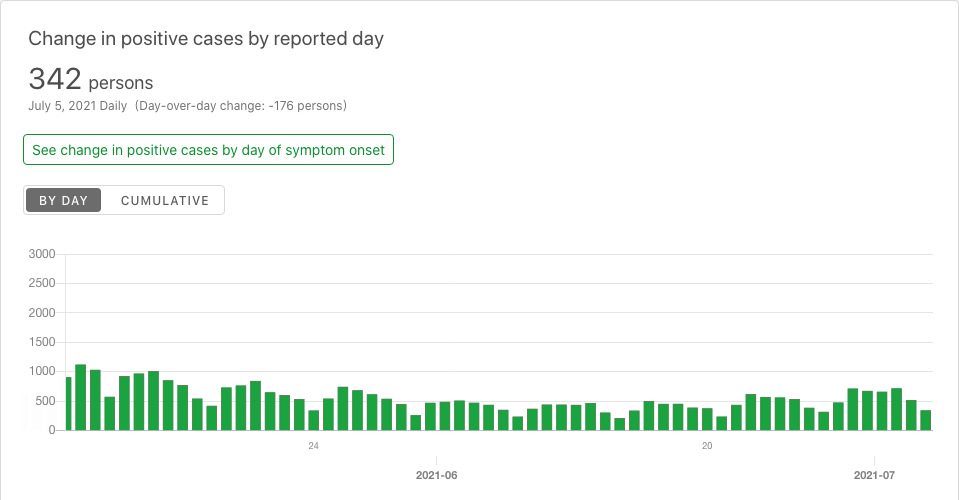 Change in positive cases by reported day
342 persons
July 5, 2021 Daily (Day-over-day change: -176 persons)
See change in positive cases by day of symptom onset
BY DAY CUMULATIVE
3000
2500
2000
1500
1000
500
0
24 20
2021-06 2021-07